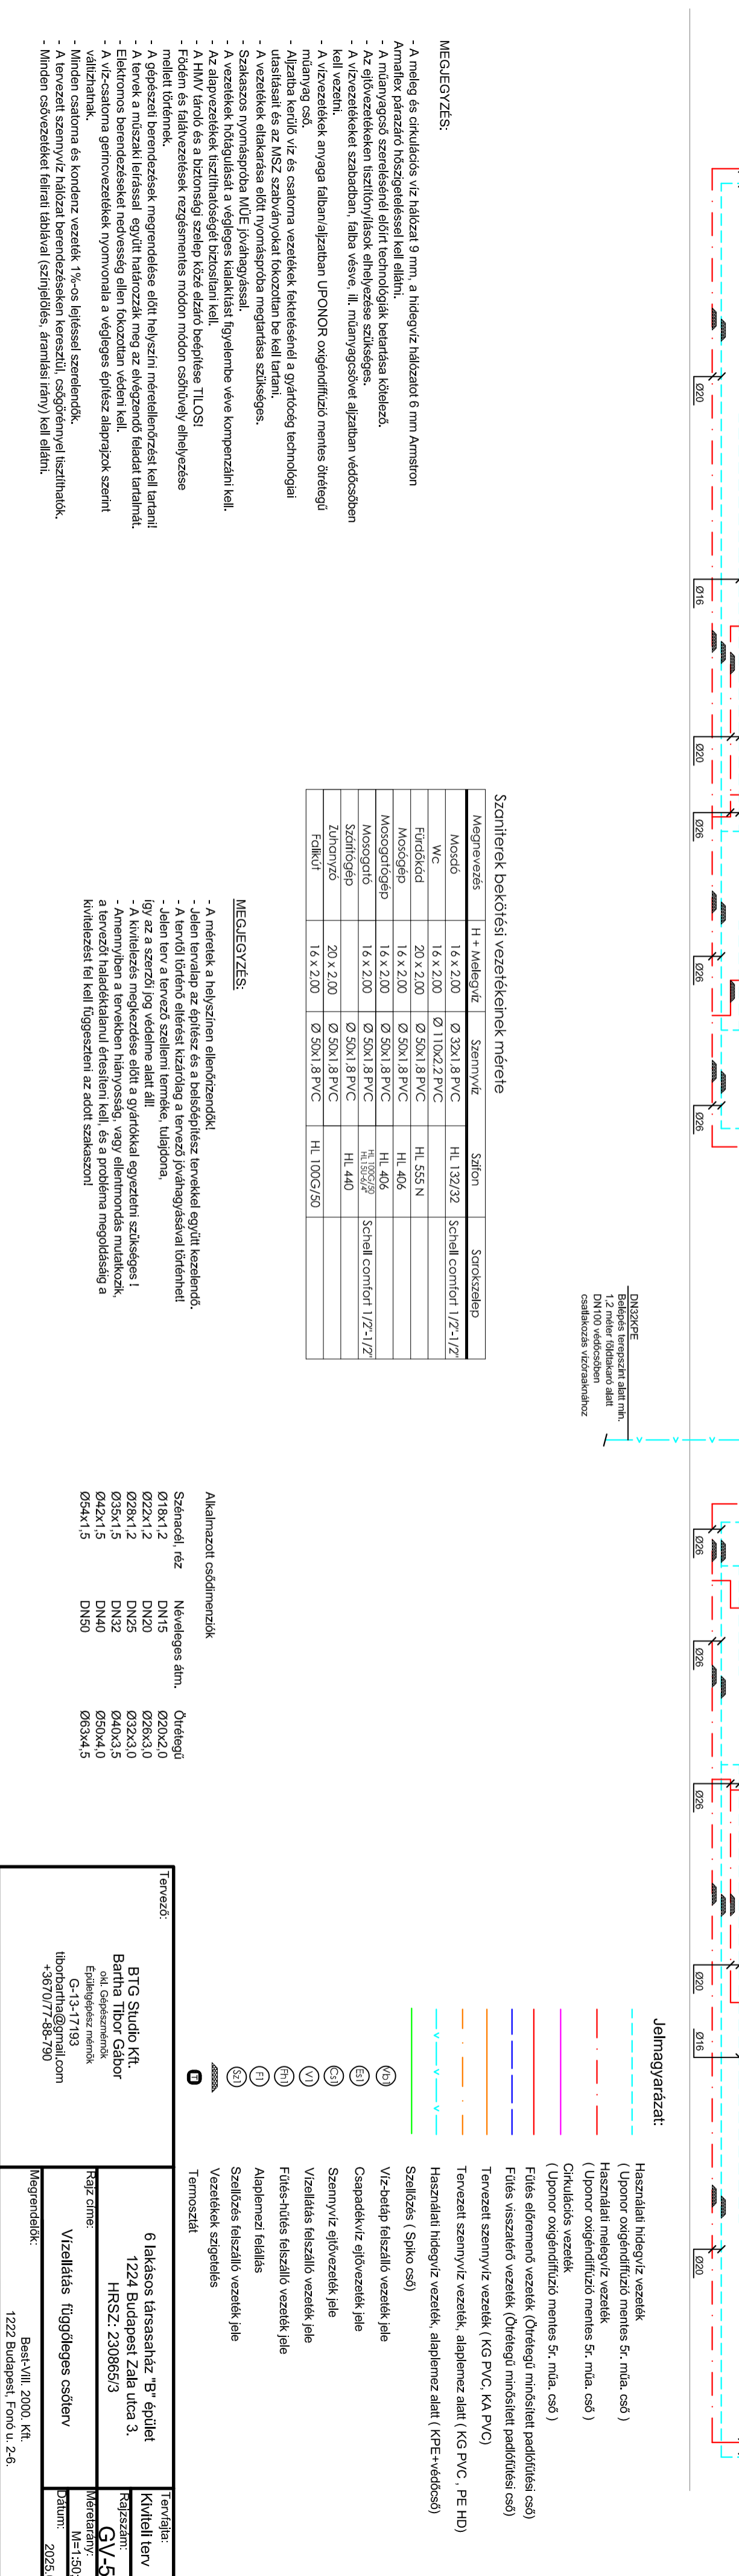 Ø20
Ø16
Ø20
Ø26
Ø26
Ø26
Ø26
Ø26
Ø26
Ø20
Ø16
Ø20
DN32KPE
Belépés terepszint alatt min.
1,2 méter földtakaró alatt
DN100 védőcsőben
csatlakozás vízóraaknához
MEGJEGYZÉS:
- A meleg és cirkulációs víz hálózat 9 mm, a hidegvíz hálózatot 6 mm Armstron
Armaflex párazáró hőszigeteléssel kell ellátni.
- A műanyagcső szerelésénél előírt technológiák betartása kötelező.
- Az ejtővezetékeken tisztítónyílások elhelyezése szükséges.
- A vízvezetékeket szabadban, falba vésve, ill. műanyagcsövet aljzatban védőcsőben
kell vezetni.
- A vízvezetékek anyaga falban/aljzatban UPONOR oxigéndiffúzió mentes ötrétegű
műanyag cső.
- Aljzatba kerülő víz és csatorna vezetékek fektetésénél a gyártócég technológiai
utasításait és az MSZ szabványokat fokozottan be kell tartani.
- A vezetékek eltakarása előtt nyomáspróba megtartása szükséges.
- Szakaszos nyomáspróba MÜE jóváhagyással.
- A vezetékek hőtágulását a végleges kialakítást figyelembe véve kompenzálni kell.
- Az alapvezetékek tisztíthatóségét biztosítani kell.
- A HMV tároló és a biztonsági szelep közé elzáró beépítése TILOS!
- Födém és falátvezetések rezgésmentes módon módon csőhüvely elhelyezése
mellett történnek.
- A gépészeti berendezések megrendelése előtt helyszíni méretellenőrzést kell tartani!
- A tervek a műszaki leírással együtt határozzák meg az elvégzendő feladat tartalmát.
- Elektromos berendezéseket nedvesség ellen fokozottan védeni kell.
- A víz-csatorna gerincvezetékek nyomvonala a végleges építész alaprajzok szerint
változhatnak.
- Minden csatorna és kondenz vezeték 1%-os lejtéssel szerelendők.
- A tervezett szennyvíz hálózat berendezéseken keresztül, csőgörénnyel tisztíthatók.
- Minden csővezetéket felirati táblával (színjelölés, áramlási irány) kell ellátni.
Szaniterek bekötési vezetékeinek mérete
Megnevezés H + Melegvíz Szennyvíz Szifon Sarokszelep
Mosdó 16 x 2,00 Ø 32x1,8 PVC HL 132/32 Schell comfort 1/2"-1/2"
Wc 16 x 2,00 Ø 110x2.2 PVC
Fürdőkád 20 x 2,00 Ø 50x1,8 PVC HL 555 N
Mosógép 16 x 2,00 Ø 50x1,8 PVC HL 406
Mosogatógép 16 x 2,00 Ø 50x1,8 PVC HL 406
Mosogató 16 x 2,00 Ø 50x1,8 PVC HL 100G/50 Schell comfort 1/2"-1/2"
Szárítógép Ø 50x1,8 PVC HL 440
Zuhanyzó 20 x 2,00 Ø 50x1,8 PVC
Falikút 16 x 2,00 Ø 50x1,8 PVC HL 100G/50
MEGJEGYZÉS:
- A méretek a helyszínen ellenőrizendők!
- Jelen tervalap az építész és a belsőépítész tervekkel együtt kezelendő.
- A tervtől történő eltérést kizárólag a tervező jóváhagyásával történhet!
- Jelen terv a tervező szellemi terméke, tulajdona,
így az a szerzői jog védelme alatt áll!
- A kivitelezés megkezdése előtt a gyártókkal egyeztetni szükséges !
- Amennyiben a tervekben hiányosság, vagy ellentmondás mutatkozik,
a tervezőt haladéktalanul értesíteni kell, és a probléma megoldásáig a
kivitelezést fel kell függeszteni az adott szakaszon!
Alkalmazott csődimenziók
Szénacél, réz Névleges átm. Ötrétegű
Ø18x1,2 DN15 Ø20x2,0
Ø22x1,2 DN20 Ø26x3,0
Ø28x1,2 DN25 Ø32x3,0
Ø35x1,5 DN32 Ø40x3,5
Ø42x1,5 DN40 Ø50x4,0
Ø54x1,5 DN50 Ø63x4,5
Jelmagyarázat:
Használati hidegvíz vezeték
( Uponor oxigéndiffúzió mentes 5r. műa. cső )
Használati melegvíz vezeték
( Uponor oxigéndiffúzió mentes 5r. műa. cső )
Cirkulációs vezeték
( Uponor oxigéndiffúzió mentes 5r. műa. cső )
Fűtés előremenő vezeték (Ötrétegű minősített padlófűtési cső)
Fűtés visszatérő vezeték (Ötrétegű minősített padlófűtési cső)
Tervezett szennyvíz vezeték ( KG PVC, KA PVC)
Tervezett szennyvíz vezeték, alaplemez alatt ( KG PVC , PE HD)
Használati hidegvíz vezeték, alaplemez alatt ( KPE+védőcső)
Szellőzés ( Spiko cső)
Vb1 Víz-betáp felszálló vezeték jele
Es1 Csapadékvíz ejtővezeték jele
Cs1 Szennyvíz ejtővezeték jele
V1 Vízellátás felszálló vezeték jele
Fh1 Fűtés-hűtés felszálló vezeték jele
F1 Alaplemezi felállás
Sz1 Szellőzés felszálló vezeték jele
Vezetékek szigetelés
T Termosztát
Tervező:
BTG Studio Kft.
Bartha Tibor Gábor
okl. Gépészmérnök
Épületgépész mérnök
G-13-17193
tiborbartha@gmail.com
+3670/77-88-790
6 lakásos társasaház "B" épület
1224 Budapest Zala utca 3.
HRSZ: 230865/3
Rajz címe:
Vízellátás függőleges csőterv
Megrendelők:
Best-Vill. 2000. Kft.
1222 Budapest, Fonó u. 2-6.
Tervfajta:
Kiviteli terv
Rajzszám:
GV-5
Méretarány:
M=1:50
Dátum:
2025.